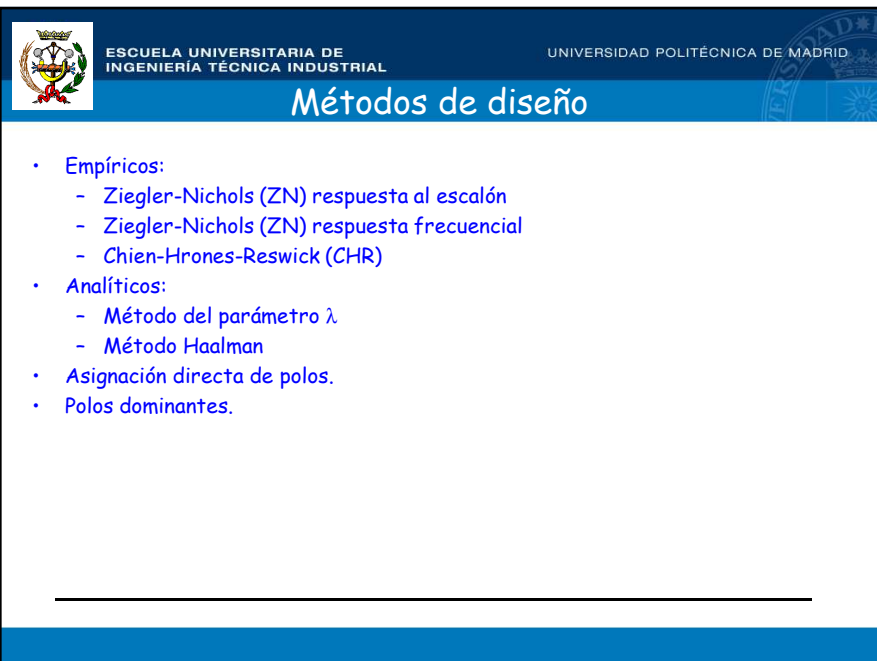 ESCUELA UNIVERSITARIA DE
INGENIERÍA TÉCNICA INDUSTRIAL
UNIVERSIDAD POLITÉCNICA DE MADRID
Métodos de diseño
• Empíricos:
– Ziegler-Nichols (ZN) respuesta al escalón
– Ziegler-Nichols (ZN) respuesta frecuencial
– Chien-Hrones-Reswick (CHR)
• Analíticos:
– Método del parámetro λ
– Método Haalman
• Asignación directa de polos.
• Polos dominantes.